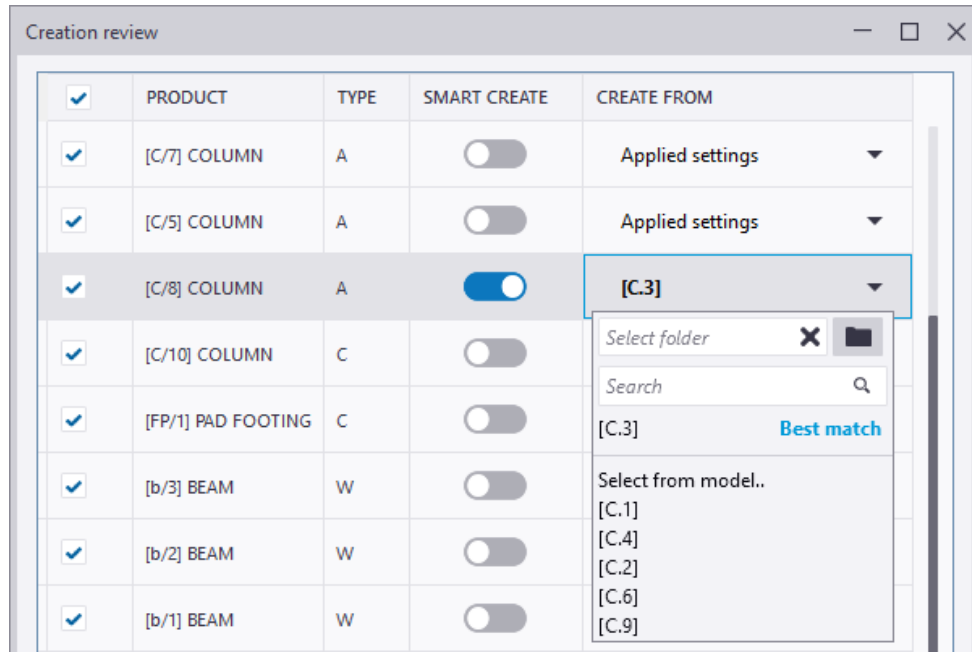 Creation review
PRODUCT TYPE SMART CREATE CREATE FROM
[C/7] COLUMN A Applied settings
[C/5] COLUMN A Applied settings
[C/8] COLUMN A [C.3]
Select folder
[C/10] COLUMN C
Search
[FP/1] PAD FOOTING C
[C.3] Best match
[b/3] BEAM W
Select from model..
[C.1]
[b/2] BEAM W
[C.4]
[C.2]
[C.6]
[b/1] BEAM W
[C.9]